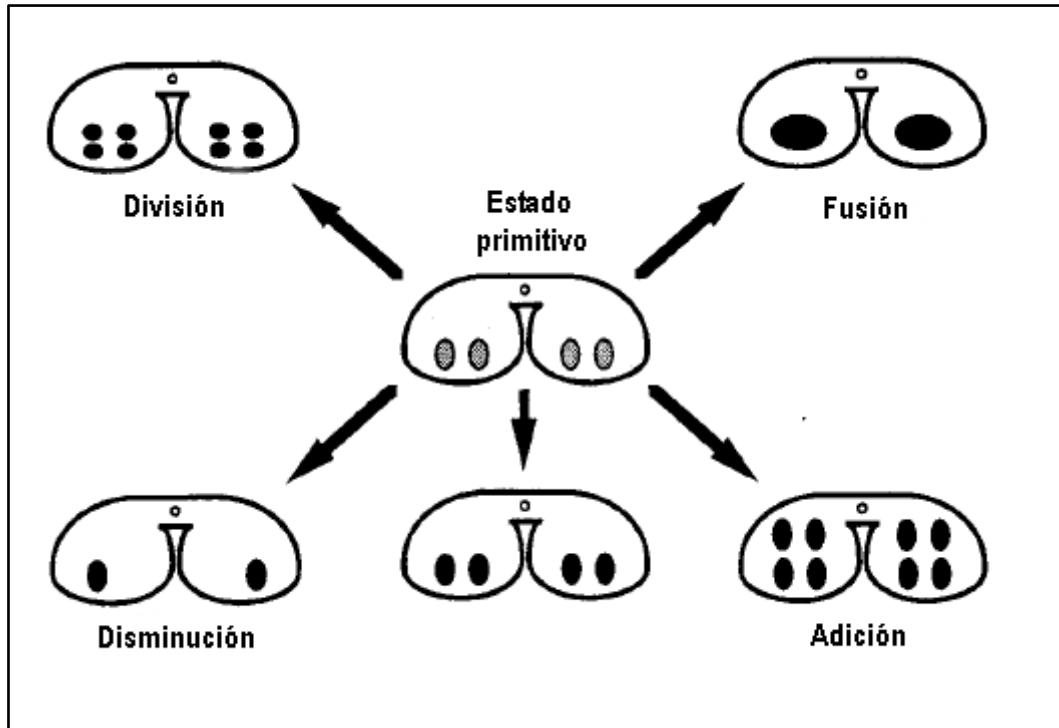 División
Estado
primitivo
Fusión
Disminución
Adición